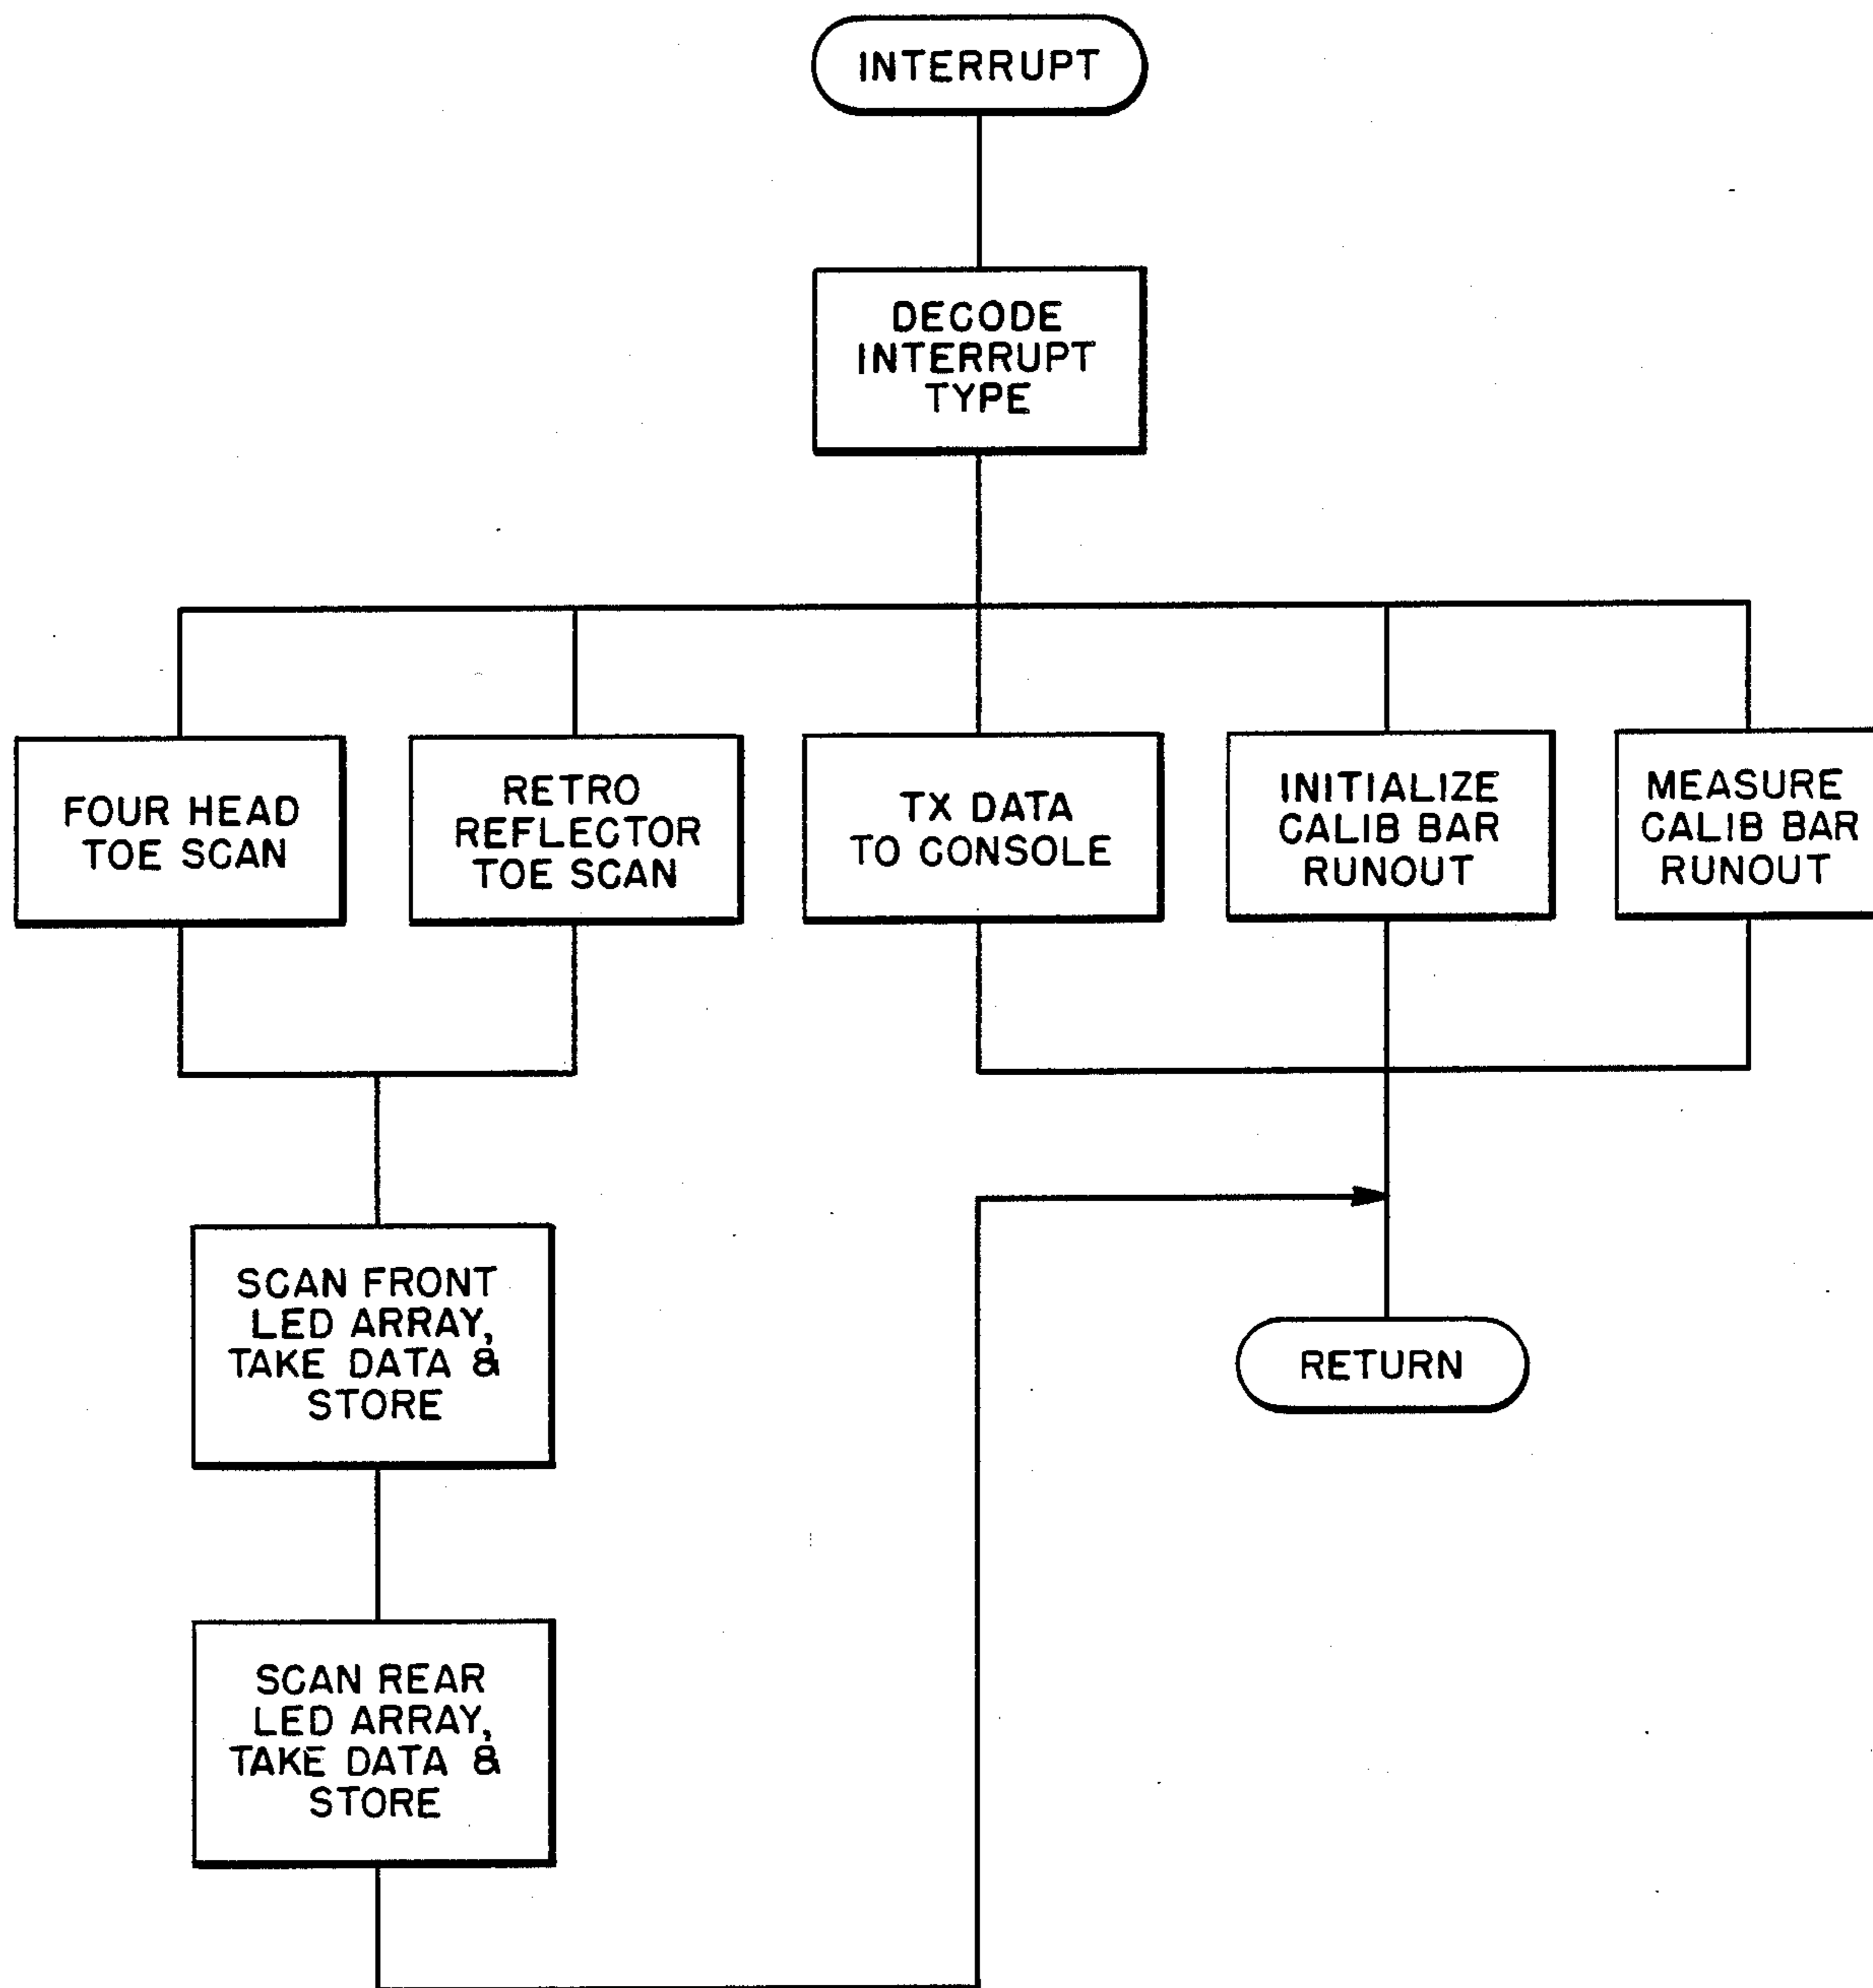 INTERRUPT
DECODE
INTERRUPT
TYPE
FOUR HEAD
TOE SCAN
RETRO
REFLECTOR
TOE SCAN
TX DATA
TO CONSOLE
INITIALIZE
CALIB BAR
RUNOUT
MEASURE
CALIB BAR
RUNOUT
SCAN FRONT
LED ARRAY,
TAKE DATA &
STORE
RETURN
SCAN REAR
LED ARRAY,
TAKE DATA &
STORE